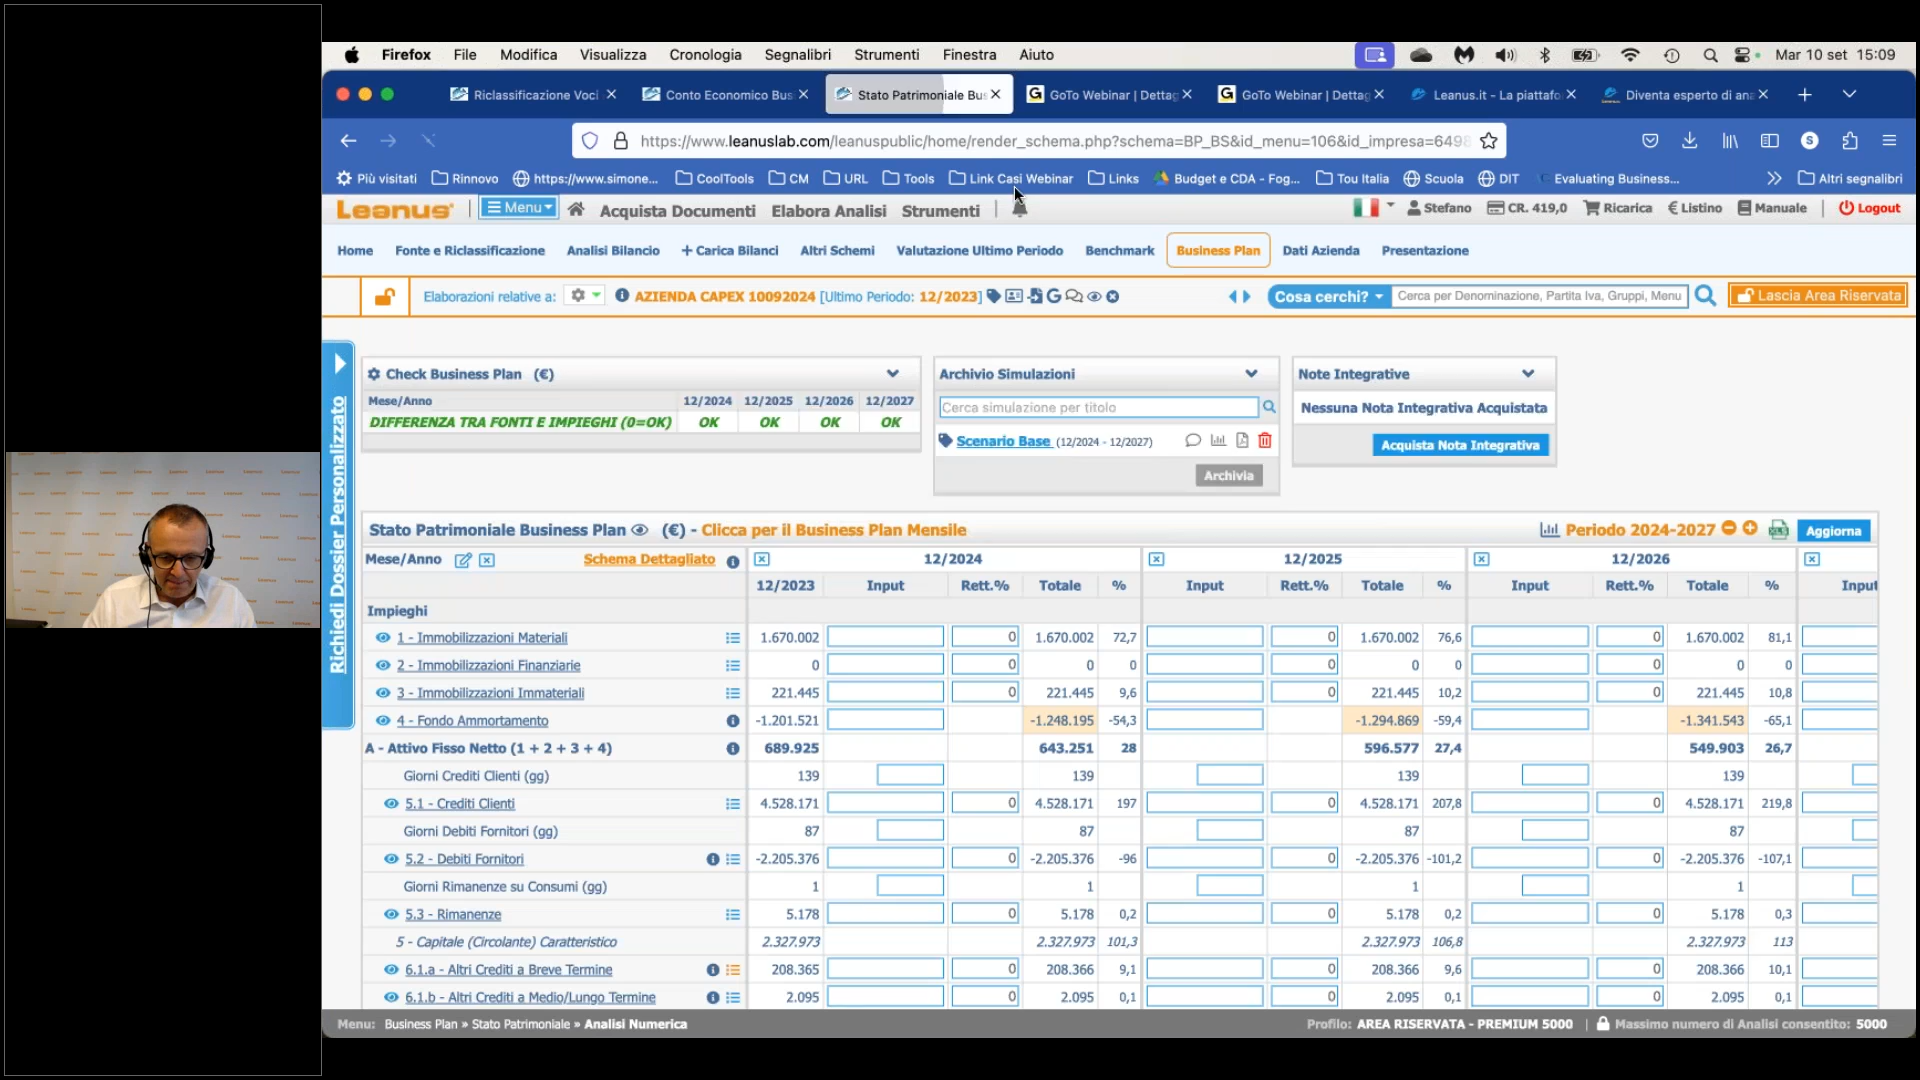 Firefox File Modifica Visualizza Cronologia Segnalibri Strumenti Finestra Aiuto Mar 10 set 15:09
Riclassificazione Voci Conto Economico Bus Stato Patrimoniale Bus GoTo Webinar | Dettag GoTo Webinar | Dettag Leanus.it - La piattafo Diventa esperto di ana
https://www.leanuslab.com/leanuspublic/home/render_schema.php?schema=BP_BS&id_menu=106&id_impresa=6498
Più visitati Rinnovo https://www.simone... CoolTools CM URL Tools Link Casi Webinar Links Budget e CDA - Fog... Tou Italia Scuola DIT Evaluating Business... Altri segnalibri
Leanus Menu Acquista Documenti Elabora Analisi Strumenti Stefano CR. 419,0 Ricarica € Listino Manuale Logout
Home Fonte e Riclassificazione Analisi Bilancio + Carica Bilanci Altri Schemi Valutazione Ultimo Periodo Benchmark Business Plan Dati Azienda Presentazione
Elaborazioni relative a: AZIENDA CAPEX 10092024 [Ultimo Periodo: 12/2023] Cosa cerchi? Cerca per Denominazione, Partita Iva, Gruppi, Menu Lascia Area Riservata
Richiedi Dossier Personalizzato
Check Business Plan (€) Archivio Simulazioni Note Integrative
Mese/Anno 12/2024 12/2025 12/2026 12/2027 Cerca simulazione per titolo Nessuna Nota Integrativa Acquistata
DIFFERENZA TRA FONTI E IMPIEGHI (0=OK) OK OK OK OK
Scenario Base (12/2024 - 12/2027) Acquista Nota Integrativa
Archivia
Stato Patrimoniale Business Plan (€) - Clicca per il Business Plan Mensile Periodo 2024-2027 XLS Aggiorna
Mese/Anno Schema Dettagliato 12/2024 12/2025 12/2026
12/2023 Input Rett.% Totale % Input Rett.% Totale % Input Rett.% Totale % Input
Impieghi
1 - Immobilizzazioni Materiali 1.670.002 0 1.670.002 72,7 0 1.670.002 76,6 0 1.670.002 81,1
2 - Immobilizzazioni Finanziarie 0 0 0 0 0 0 0 0 0 0
3 - Immobilizzazioni Immateriali 221.445 0 221.445 9,6 0 221.445 10,2 0 221.445 10,8
4 - Fondo Ammortamento -1.201.521 -1.248.195 -54,3 -1.294.869 -59,4 -1.341.543 -65,1
A - Attivo Fisso Netto (1 + 2 + 3 + 4) 689.925 643.251 28 596.577 27,4 549.903 26,7
Giorni Crediti Clienti (gg) 139 139 139 139
5.1 - Crediti Clienti 4.528.171 0 4.528.171 197 0 4.528.171 207,8 0 4.528.171 219,8
Giorni Debiti Fornitori (gg) 87 87 87 87
5.2 - Debiti Fornitori -2.205.376 0 -2.205.376 -96 0 -2.205.376 -101,2 0 -2.205.376 -107,1
Giorni Rimanenze su Consumi (gg) 1 1 1 1
5.3 - Rimanenze 5.178 0 5.178 0,2 0 5.178 0,2 0 5.178 0,3
5 - Capitale (Circolante) Caratteristico 2.327.973 2.327.973 101,3 2.327.973 106,8 2.327.973 113
6.1.a - Altri Crediti a Breve Termine 208.365 0 208.366 9,1 0 208.366 9,6 0 208.366 10,1
6.1.b - Altri Crediti a Medio/Lungo Termine 2.095 0 2.095 0,1 0 2.095 0,1 0 2.095 0,1
Menu: Business Plan » Stato Patrimoniale » Analisi Numerica Profilo: AREA RISERVATA - PREMIUM 5000 | Massimo numero di Analisi consentito: 5000